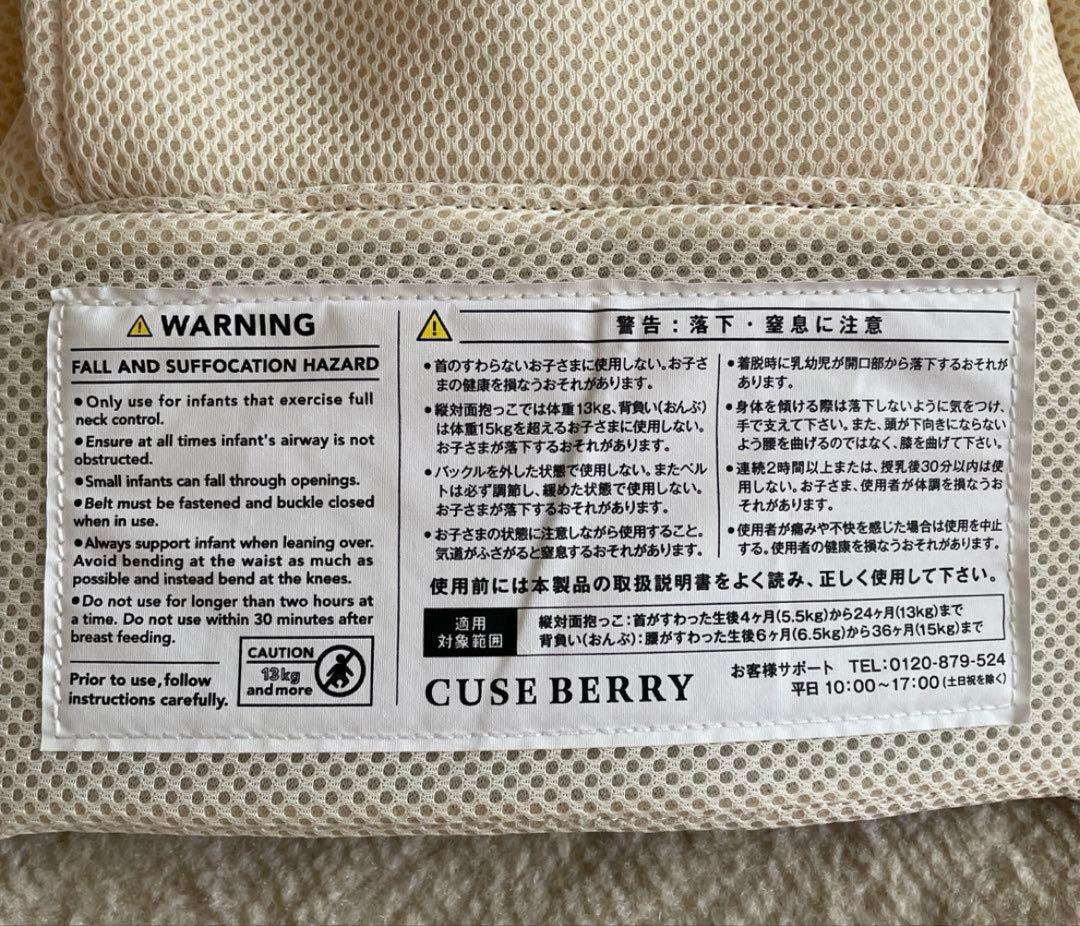 ⚠ WARNING
FALL AND SUFFOCATION HAZARD
•Only use for infants that exercise full
neck control.
•Ensure at all times infant's airway is not
obstructed.
•Small infants can fall through openings.
•Belt must be fastened and buckle closed
when in use.
•Always support infant when leaning over.
Avoid bending at the waist as much as
possible and instead bend at the knees.
•Do not use for longer than two hours at
a time. Do not use within 30 minutes after
breast feeding.
Prior to use, follow
instructions carefully.
CAUTION
13kg
and more
⚠ 警告：落下・窒息に注意
•首のすわらないお子さまに使用しない。お子さ
まの健康を損なうおそれがあります。
•縦対面抱っこでは体重13kg、背負い(おんぶ)
は体重15kgを超えるお子さまに使用しない。
お子さまが落下するおそれがあります。
•バックルを外した状態で使用しない。またベル
トは必ず調節し、緩めた状態で使用しない。
お子さまが落下するおそれがあります。
•お子さまの状態に注意しながら使用すること。
気道がふさがると窒息するおそれがあります。
•着脱時に乳幼児が開口部から落下するおそれが
あります。
•身体を傾ける際は落下しないように気をつけ、
手で支えて下さい。また、頭が下向きにならない
よう腰を曲げるのではなく、膝を曲げて下さい。
•連続2時間以上または、授乳後30分以内は使
用しない。お子さま、使用者が体調を損なうお
それがあります。
•使用者が痛みや不快を感じた場合は使用を中止
する。使用者の健康を損なうおそれがあります。
使用前には本製品の取扱説明書をよく読み、正しく使用して下さい。
適用
対象範囲
縦対面抱っこ：首がすわった生後4ヶ月(5.5kg)から24ヶ月(13kg)まで
背負い(おんぶ)：腰がすわった生後6ヶ月(6.5kg)から36ヶ月(15kg)まで
CUSE BERRY
お客様サポート TEL：0120-879-524
平日 10:00〜17:00(土日祝を除く)